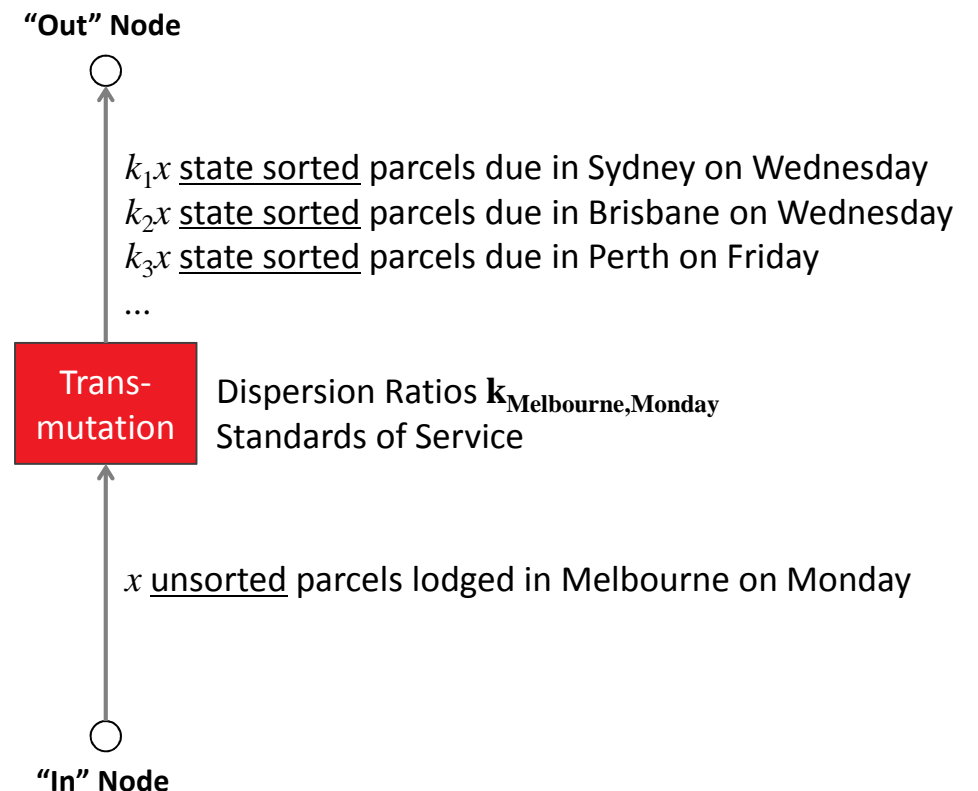 “Out” Node
k₁x state sorted parcels due in Sydney on Wednesday
k₂x state sorted parcels due in Brisbane on Wednesday
k₃x state sorted parcels due in Perth on Friday
...
Trans-
mutation
Dispersion Ratios k Melbourne,Monday
Standards of Service
x unsorted parcels lodged in Melbourne on Monday
“In” Node